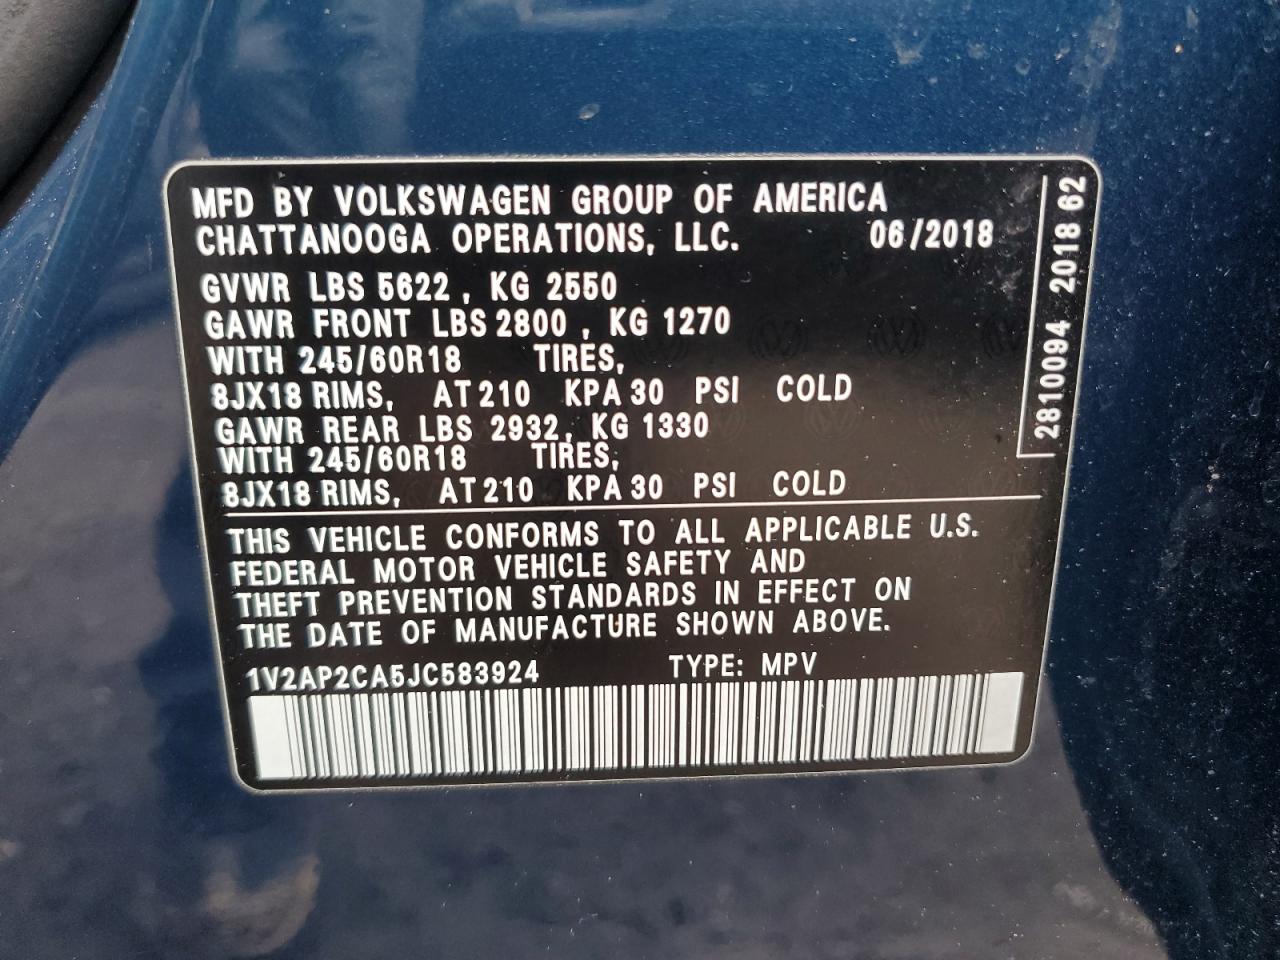 MFD BY VOLKSWAGEN GROUP OF AMERICA
CHATTANOOGA OPERATIONS, LLC. 06/2018
GVWR LBS 5622 , KG 2550
GAWR FRONT LBS 2800 , KG 1270
WITH 245/60R18 TIRES,
8JX18 RIMS, AT 210 KPA 30 PSI COLD
GAWR REAR LBS 2932, KG 1330
WITH 245/60R18 TIRES,
8JX18 RIMS, AT 210 KPA 30 PSI COLD
THIS VEHICLE CONFORMS TO ALL APPLICABLE U.S.
FEDERAL MOTOR VEHICLE SAFETY AND
THEFT PREVENTION STANDARDS IN EFFECT ON
THE DATE OF MANUFACTURE SHOWN ABOVE.
1V2AP2CA5JC583924 TYPE: MPV
2810094 2018 62